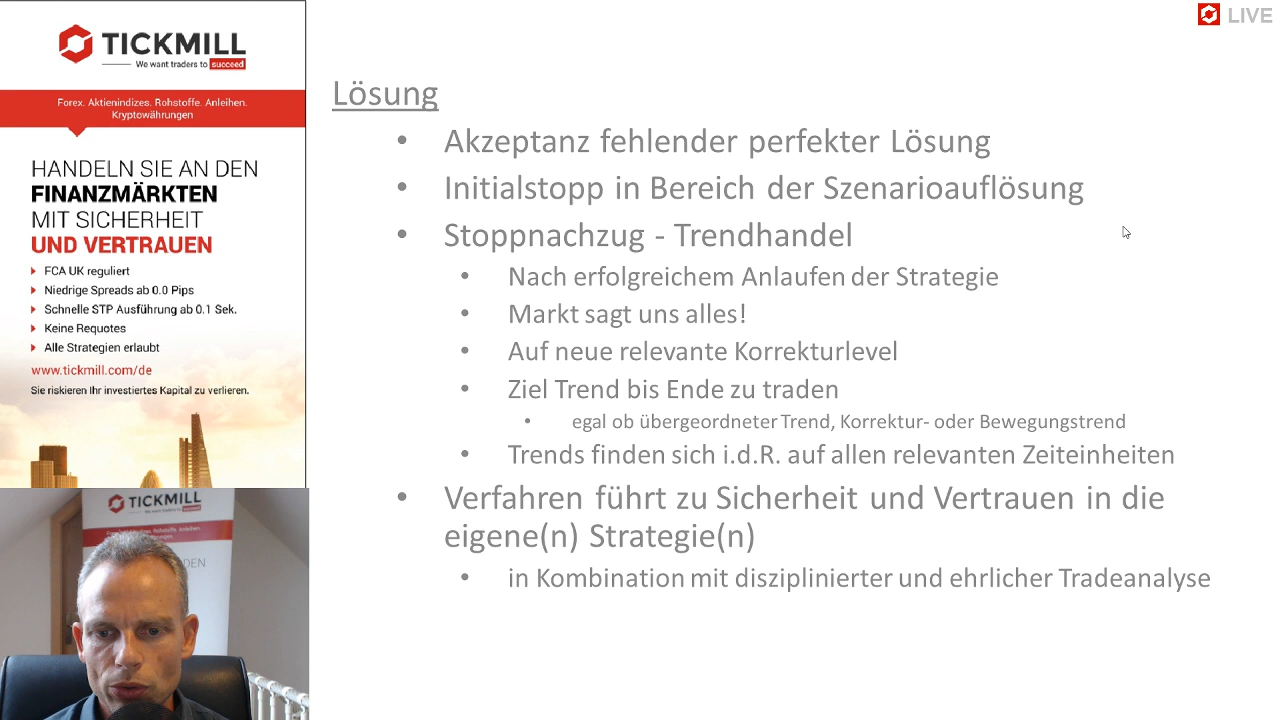 TICKMILL
We want traders to succeed
Forex. Aktienindizes. Rohstoffe. Anleihen.
Kryptowährungen
HANDELN SIE AN DEN
FINANZMÄRKTEN
MIT SICHERHEIT
UND VERTRAUEN
FCA UK reguliert
Niedrige Spreads ab 0.0 Pips
Schnelle STP Ausführung ab 0.1 Sek.
Keine Requotes
Alle Strategien erlaubt
www.tickmill.com/de
Sie riskieren Ihr investiertes Kapital zu verlieren.
TICKMILL
DEN
LIVE
Lösung
• Akzeptanz fehlender perfekter Lösung
• Initialstopp in Bereich der Szenarioauflösung
• Stoppnachzug - Trendhandel
• Nach erfolgreichem Anlaufen der Strategie
• Markt sagt uns alles!
• Auf neue relevante Korrekturlevel
• Ziel Trend bis Ende zu traden
• egal ob übergeordneter Trend, Korrektur- oder Bewegungstrend
• Trends finden sich i.d.R. auf allen relevanten Zeiteinheiten
• Verfahren führt zu Sicherheit und Vertrauen in die
eigene(n) Strategie(n)
• in Kombination mit disziplinierter und ehrlicher Tradeanalyse